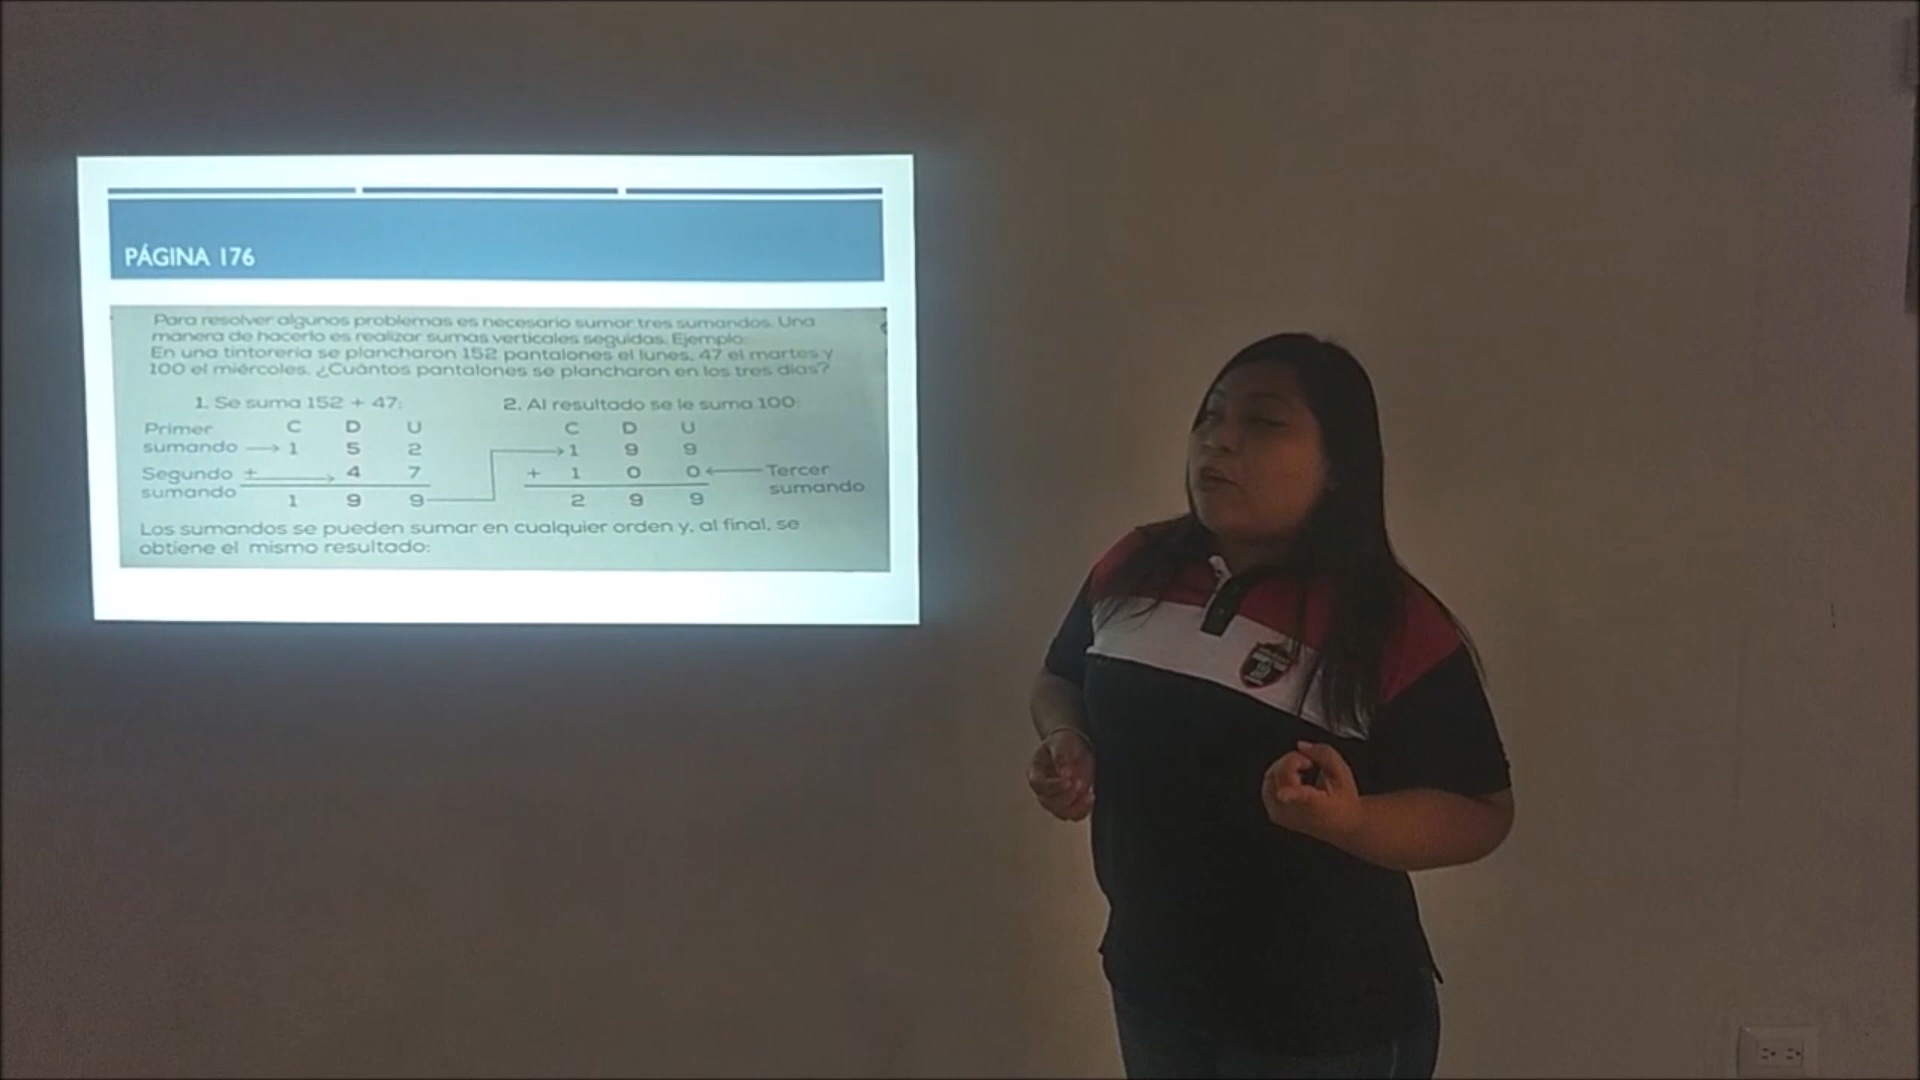 PÁGINA 176
Para resolver algunos problemas es necesario sumar tres sumandos. Una
manera de hacerlo es realizar sumas verticales seguidas. Ejemplo:
En una tintorería se plancharon 152 pantalones el lunes, 47 el martes y
100 el miércoles. ¿Cuántos pantalones se plancharon en los tres días?
1. Se suma 152 + 47:
Primer C D U
sumando → 1 5 2
Segundo + → 4 7
sumando
1 9 9
2. Al resultado se le suma 100:
C D U
→ 1 9 9
+ 1 0 0 ← Tercer
sumando
2 9 9
Los sumandos se pueden sumar en cualquier orden y, al final, se
obtiene el mismo resultado: